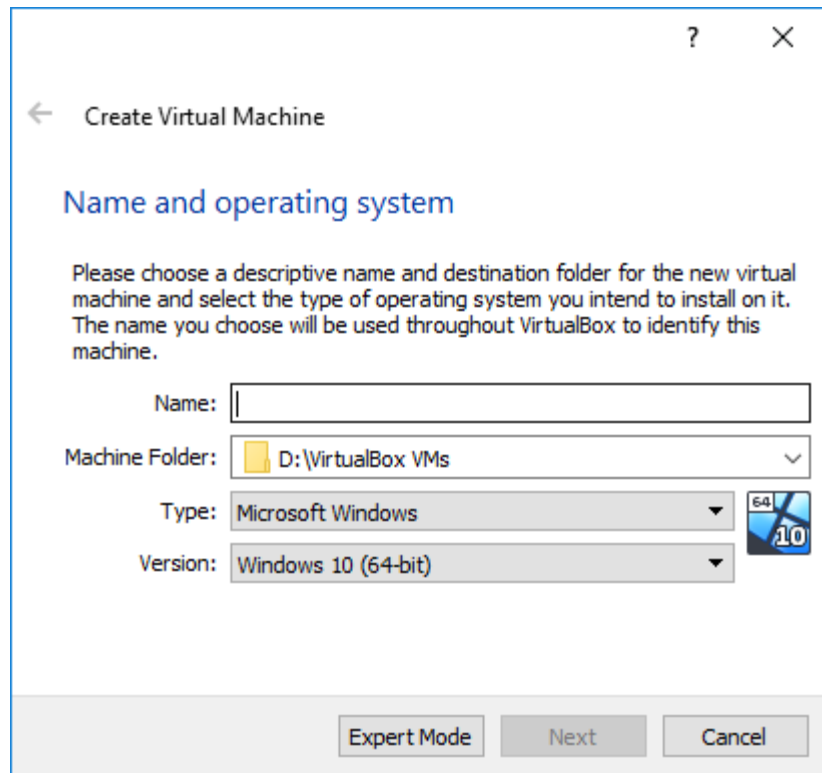 ?
Create Virtual Machine
Name and operating system
Please choose a descriptive name and destination folder for the new virtual
machine and select the type of operating system you intend to install on it.
The name you choose will be used throughout VirtualBox to identify this
machine.
Name:
Machine Folder: D:\VirtualBox VMs
Type: Microsoft Windows
64
10
Version: Windows 10 (64-bit)
Expert Mode Next Cancel